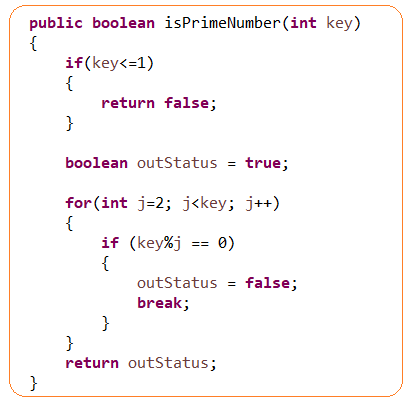 public boolean isPrimeNumber(int key)
{
    if(key<=1)
    {
        return false;
    }

    boolean outStatus = true;

    for(int j=2; j<key; j++)
    {
        if (key%j == 0)
        {
            outStatus = false;
            break;
        }
    }
    return outStatus;
}